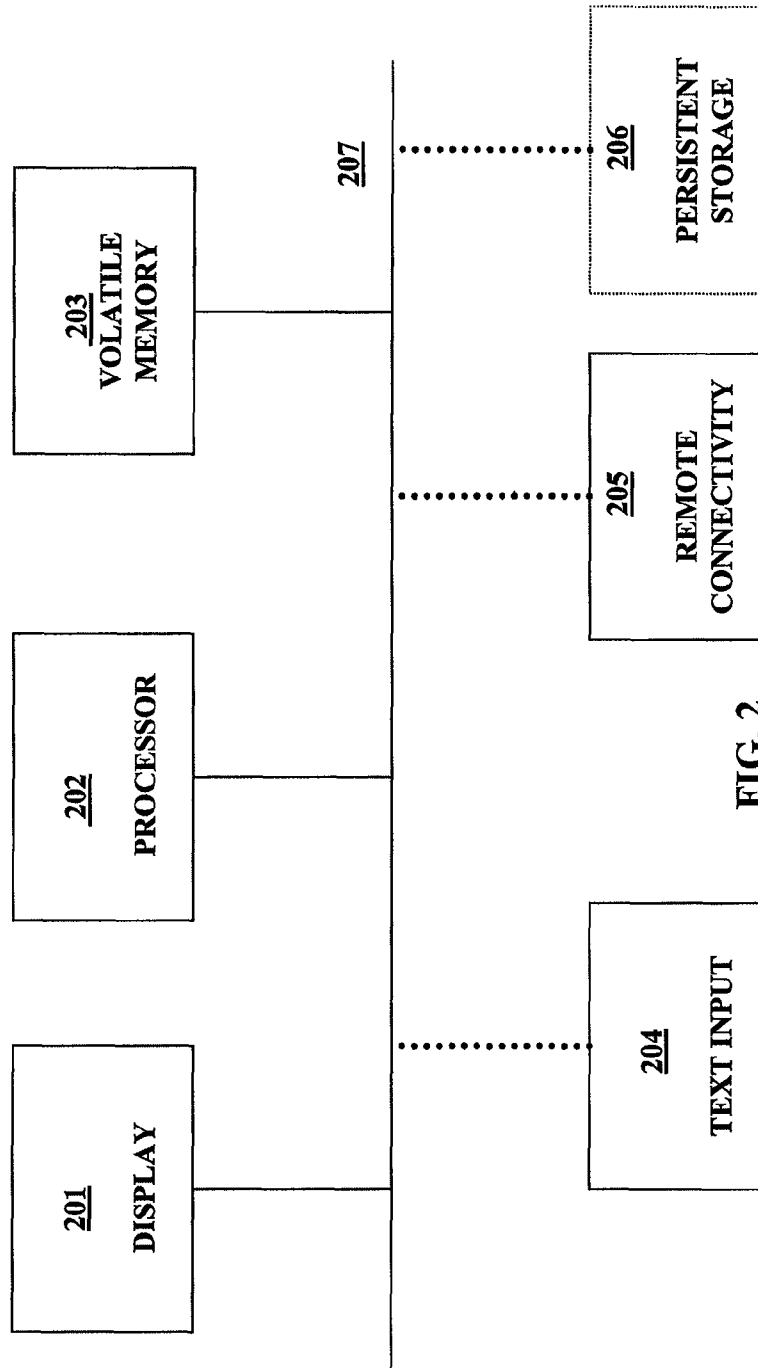 201
DISPLAY
202
PROCESSOR
203
VOLATILE
MEMORY
207
204
TEXT INPUT
205
REMOTE
CONNECTIVITY
206
PERSISTENT
STORAGE
FIG. 2